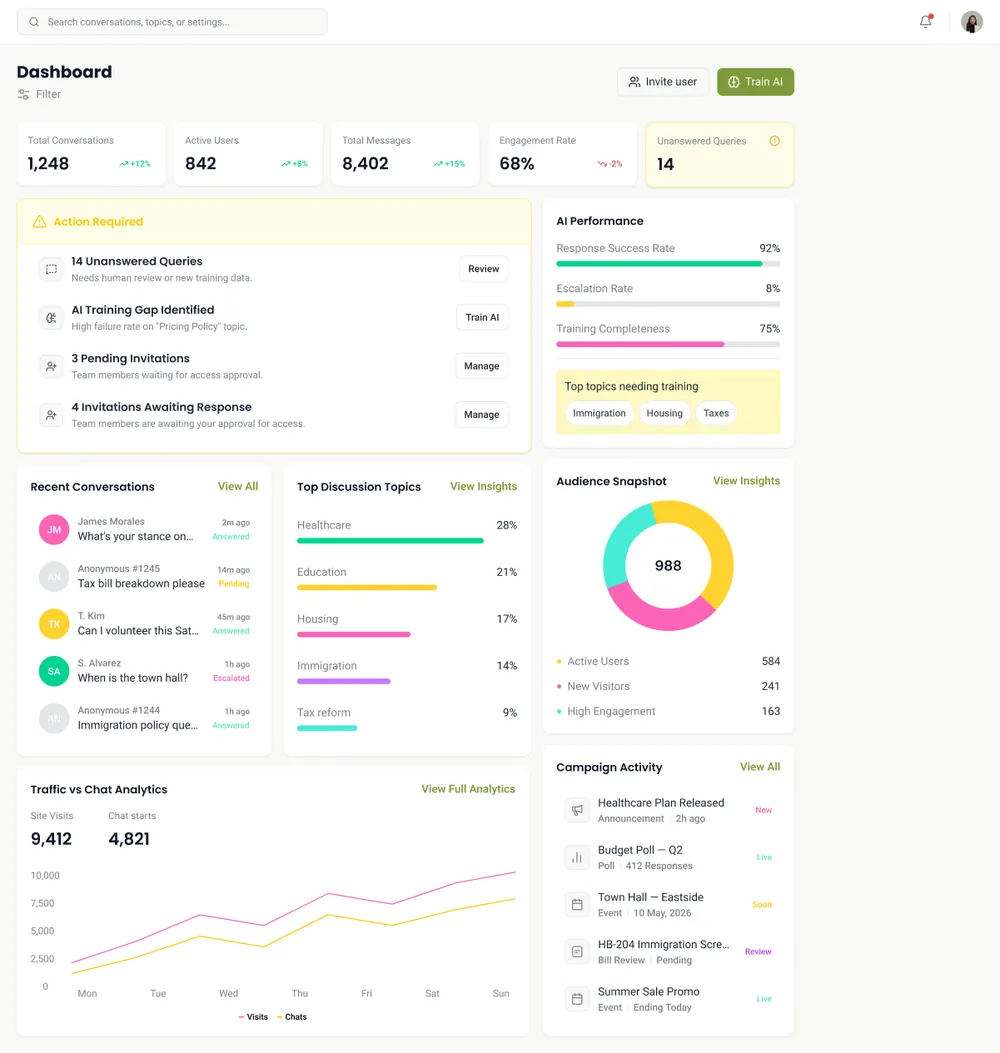 Search conversations, topics, or settings...
Dashboard
Filter
Invite user
Train AI
Total Conversations
1,248
+12%
Active Users
842
+8%
Total Messages
8,402
+15%
Engagement Rate
68%
-2%
Unanswered Queries
14
Action Required
14 Unanswered Queries
Needs human review or new training data.
Review
AI Training Gap Identified
High failure rate on "Pricing Policy" topic.
Train AI
3 Pending Invitations
Team members waiting for access approval.
Manage
4 Invitations Awaiting Response
Team members are awaiting your approval for access.
Manage
AI Performance
Response Success Rate 92%
Escalation Rate 8%
Training Completeness 75%
Top topics needing training
Immigration Housing Taxes
Recent Conversations View All
JM
James Morales 2m ago
What's your stance on... Answered
AN
Anonymous #1245 14m ago
Tax bill breakdown please Pending
TK
T. Kim 45m ago
Can I volunteer this Sat... Answered
SA
S. Alvarez 1h ago
When is the town hall? Escalated
AN
Anonymous #1244 1h ago
Immigration policy que... Answered
Top Discussion Topics View Insights
Healthcare 28%
Education 21%
Housing 17%
Immigration 14%
Tax reform 9%
Audience Snapshot View Insights
988
Active Users 584
New Visitors 241
High Engagement 163
Traffic vs Chat Analytics View Full Analytics
Site Visits Chat starts
9,412 4,821
10,000
7,500
5,000
2,500
0
Mon Tue Wed Thu Fri Sat Sun
Visits Chats
Campaign Activity View All
Healthcare Plan Released
Announcement 2h ago
New
Budget Poll — Q2
Poll 412 Responses
Live
Town Hall — Eastside
Event 10 May, 2026
Soon
HB-204 Immigration Scre...
Bill Review Pending
Review
Summer Sale Promo
Event Ending Today
Live